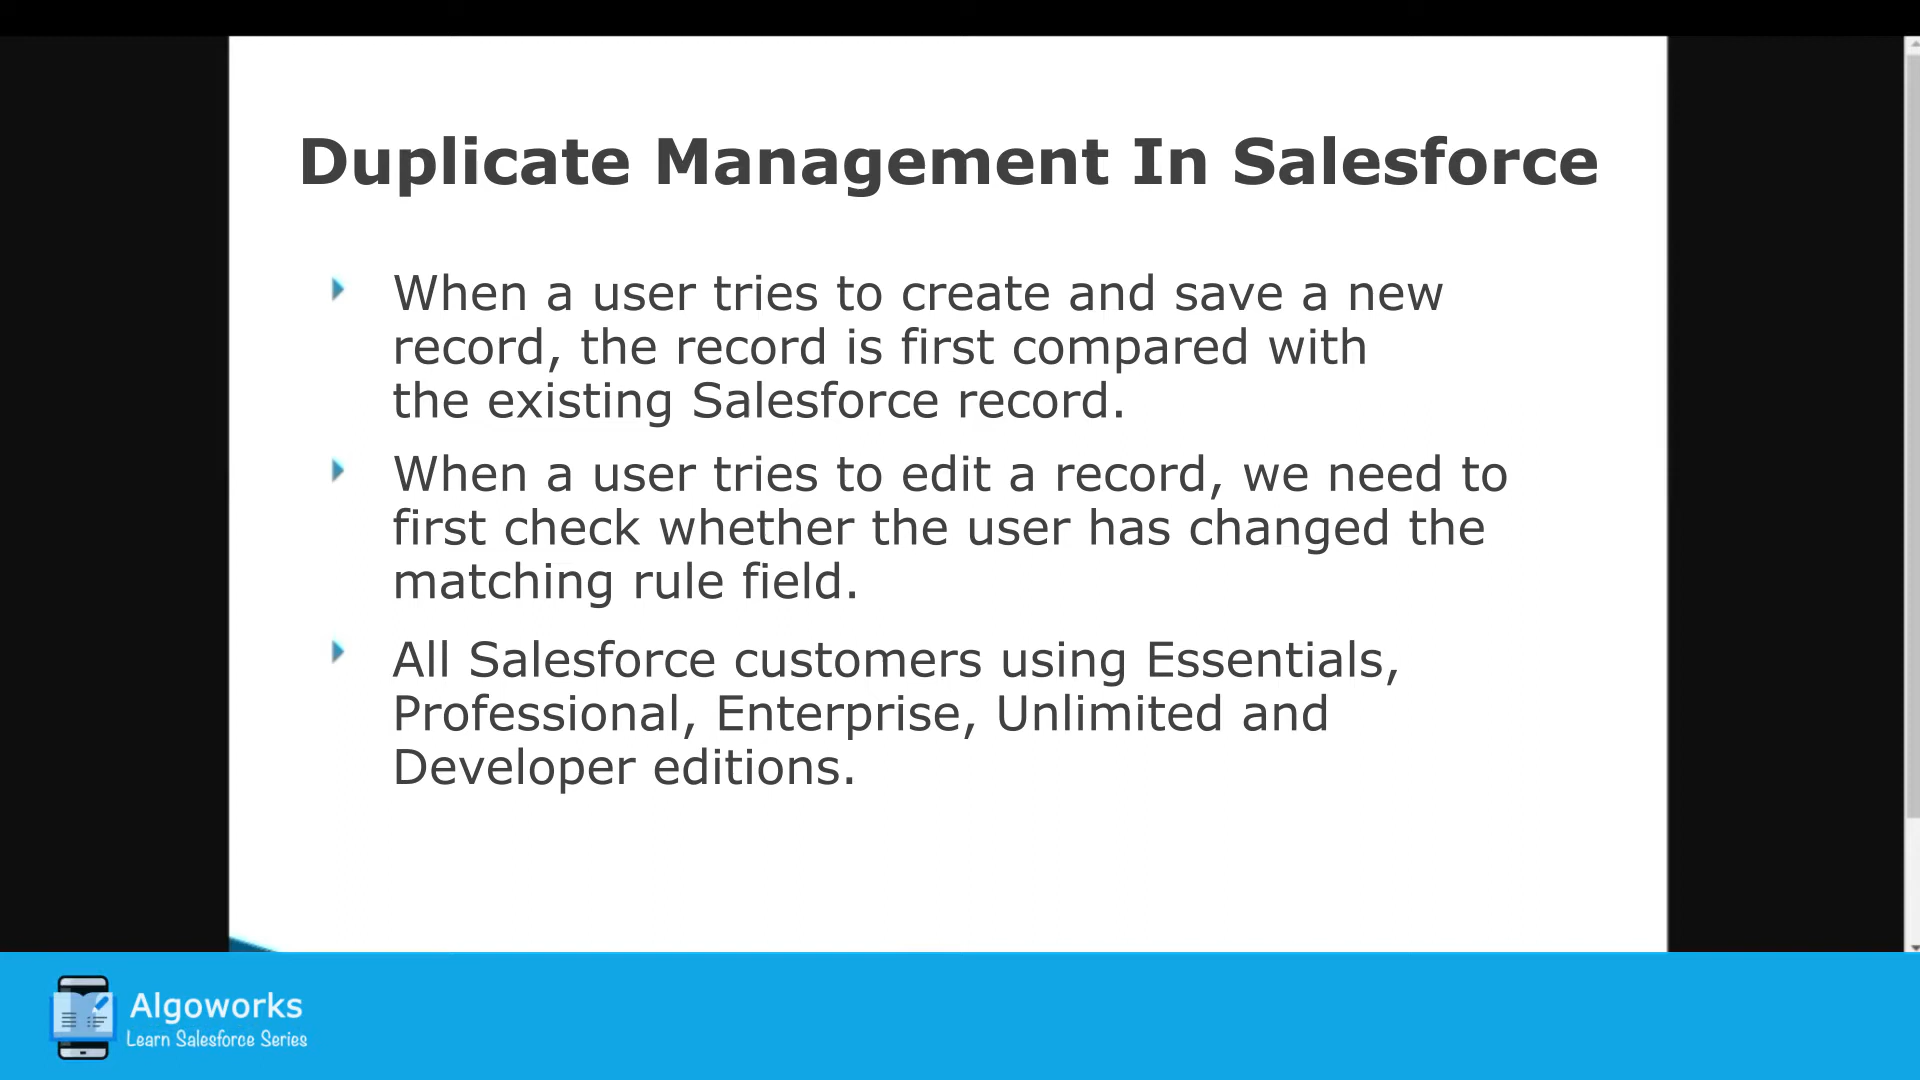 Duplicate Management In Salesforce
When a user tries to create and save a new
record, the record is first compared with
the existing Salesforce record.
When a user tries to edit a record, we need to
first check whether the user has changed the
matching rule field.
All Salesforce customers using Essentials,
Professional, Enterprise, Unlimited and
Developer editions.
Algoworks
Learn Salesforce Series